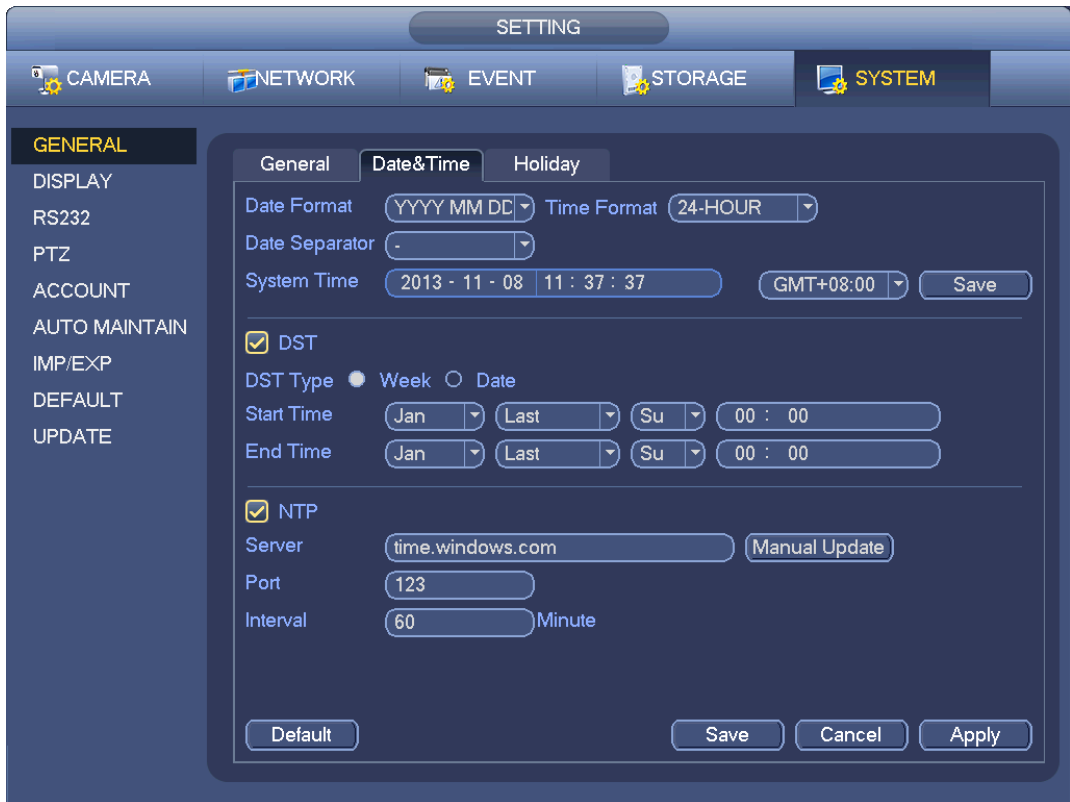 SETTING
CAMERA NETWORK EVENT STORAGE SYSTEM
GENERAL
DISPLAY
RS232
PTZ
ACCOUNT
AUTO MAINTAIN
IMP/EXP
DEFAULT
UPDATE
General Date&Time Holiday
Date Format YYYY MM DD Time Format 24-HOUR
Date Separator -
System Time 2013 - 11 - 08 11 : 37 : 37 GMT+08:00 Save
DST
DST Type Week Date
Start Time Jan Last Su 00 : 00
End Time Jan Last Su 00 : 00
NTP
Server time.windows.com Manual Update
Port 123
Interval 60 Minute
Default Save Cancel Apply